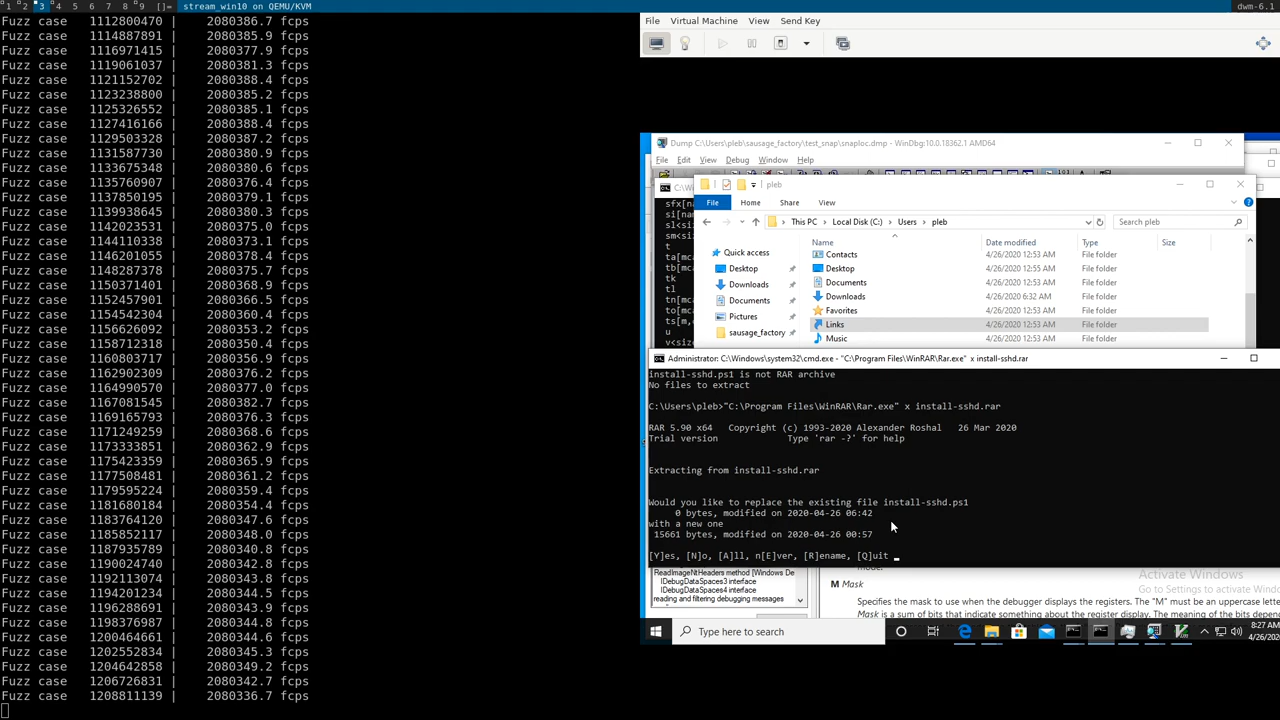 1 2 3 4 5 6 7 8 9 []= stream_win10 on QEMU/KVM
dwm-6.1
Fuzz case 1112800470 | 2080386.7 fcps
Fuzz case 1114887891 | 2080385.9 fcps
Fuzz case 1116971415 | 2080377.9 fcps
Fuzz case 1119061037 | 2080381.3 fcps
Fuzz case 1121152702 | 2080388.4 fcps
Fuzz case 1123238800 | 2080385.2 fcps
Fuzz case 1125326552 | 2080385.1 fcps
Fuzz case 1127416166 | 2080388.4 fcps
Fuzz case 1129503328 | 2080387.2 fcps
Fuzz case 1131587730 | 2080380.9 fcps
Fuzz case 1133675348 | 2080380.6 fcps
Fuzz case 1135760907 | 2080376.4 fcps
Fuzz case 1137850195 | 2080379.1 fcps
Fuzz case 1139938645 | 2080380.3 fcps
Fuzz case 1142023531 | 2080375.0 fcps
Fuzz case 1144110338 | 2080373.1 fcps
Fuzz case 1146201055 | 2080378.4 fcps
Fuzz case 1148287378 | 2080375.7 fcps
Fuzz case 1150371401 | 2080368.9 fcps
Fuzz case 1152457901 | 2080366.5 fcps
Fuzz case 1154542304 | 2080360.4 fcps
Fuzz case 1156626092 | 2080353.2 fcps
Fuzz case 1158712318 | 2080350.4 fcps
Fuzz case 1160803717 | 2080356.9 fcps
Fuzz case 1162902309 | 2080376.2 fcps
Fuzz case 1164990570 | 2080377.0 fcps
Fuzz case 1167081545 | 2080382.7 fcps
Fuzz case 1169165793 | 2080376.3 fcps
Fuzz case 1171249259 | 2080368.6 fcps
Fuzz case 1173333351 | 2080362.9 fcps
Fuzz case 1175423359 | 2080365.9 fcps
Fuzz case 1177508481 | 2080361.2 fcps
Fuzz case 1179595224 | 2080359.4 fcps
Fuzz case 1181680184 | 2080354.4 fcps
Fuzz case 1183764120 | 2080347.6 fcps
Fuzz case 1185852117 | 2080348.0 fcps
Fuzz case 1187935789 | 2080340.8 fcps
Fuzz case 1190024740 | 2080342.8 fcps
Fuzz case 1192113074 | 2080343.8 fcps
Fuzz case 1194201234 | 2080344.5 fcps
Fuzz case 1196288691 | 2080343.9 fcps
Fuzz case 1198376987 | 2080344.8 fcps
Fuzz case 1200464661 | 2080344.8 fcps
Fuzz case 1202552834 | 2080345.3 fcps
Fuzz case 1204642858 | 2080349.2 fcps
Fuzz case 1206726831 | 2080342.7 fcps
Fuzz case 1208811139 | 2080336.7 fcps
File Virtual Machine View Send Key
Dump C:\Users\pleb\sausage_factory\test_snap\snaploc.dmp - WinDbg:10.0.18362.1 AMD64
File Edit View Debug Window Help
C:\W
pleb
sfx[na
si[nam
sl<siz
sm<siz
t
ta[mca
tb[mca
tk
tl
tn[mca
ts[m,c
u
v<size
File Home Share View
This PC Local Disk (C:) Users pleb
Search pleb
Quick access
Desktop
Downloads
Documents
Pictures
sausage_factory
Name Date modified Type Size
Contacts 4/26/2020 12:53 AM File folder
Desktop 4/26/2020 12:55 AM File folder
Documents 4/26/2020 12:53 AM File folder
Downloads 4/26/2020 6:32 AM File folder
Favorites 4/26/2020 12:53 AM File folder
Links 4/26/2020 12:53 AM File folder
Music 4/26/2020 12:53 AM File folder
Administrator: C:\Windows\system32\cmd.exe - "C:\Program Files\WinRAR\Rar.exe" x install-sshd.rar
install-sshd.ps1 is not RAR archive
No files to extract
C:\Users\pleb>"C:\Program Files\WinRAR\Rar.exe" x install-sshd.rar
RAR 5.90 x64 Copyright (c) 1993-2020 Alexander Roshal 26 Mar 2020
Trial version Type 'rar -?' for help
Extracting from install-sshd.rar
Would you like to replace the existing file install-sshd.ps1
0 bytes, modified on 2020-04-26 06:42
with a new one
15661 bytes, modified on 2020-04-26 00:57
[Y]es, [N]o, [A]ll, n[E]ver, [R]ename, [Q]uit _
ReadImageNtHeaders method [Windows De
IDebugDataSpaces3 interface
IDebugDataSpaces4 interface
reading and filtering debugging messages
mode.
M Mask
Specifies the mask to use when the debugger displays the registers. The "M" must be an uppercase lette
Mask is a sum of bits that indicate something about the register display. The meaning of the bits depend
Activate Windows
Go to Settings to activate Windows
Type here to search
8:27 AM
4/26/2020